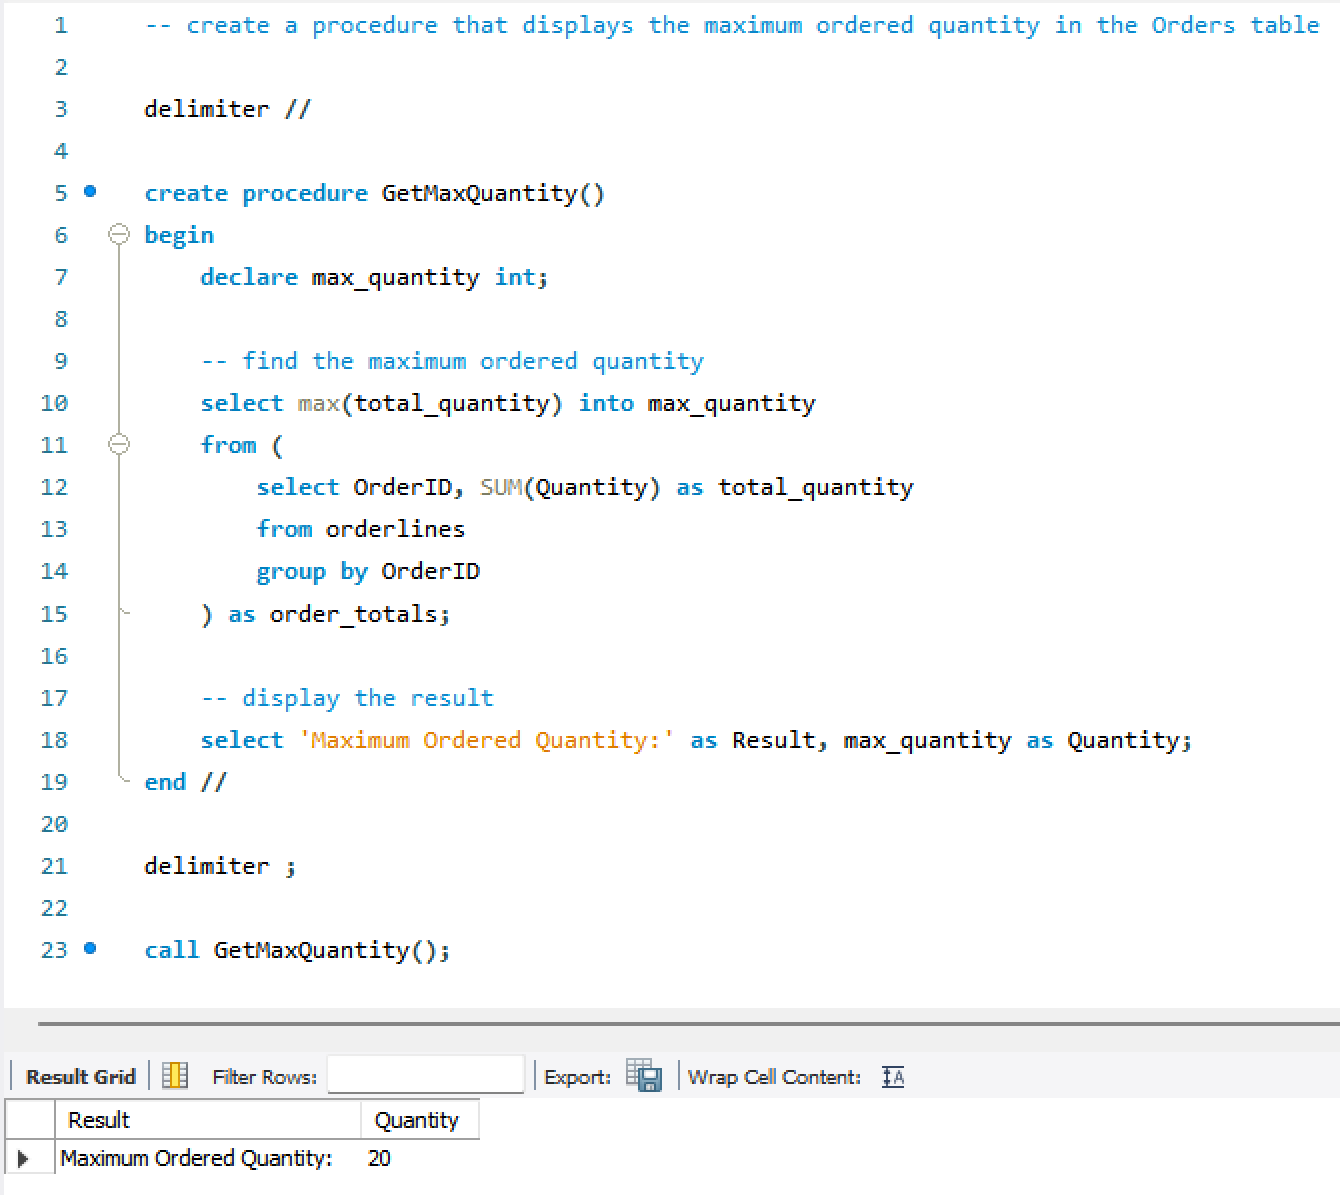 1 -- create a procedure that displays the maximum ordered quantity in the Orders table
2
3 delimiter //
4
5 create procedure GetMaxQuantity()
6 begin
7 declare max_quantity int;
8
9 -- find the maximum ordered quantity
10 select max(total_quantity) into max_quantity
11 from (
12 select OrderID, SUM(Quantity) as total_quantity
13 from orderlines
14 group by OrderID
15 ) as order_totals;
16
17 -- display the result
18 select 'Maximum Ordered Quantity:' as Result, max_quantity as Quantity;
19 end //
20
21 delimiter ;
22
23 call GetMaxQuantity();
Result Grid Filter Rows: Export: Wrap Cell Content: IA
Result Quantity
Maximum Ordered Quantity: 20